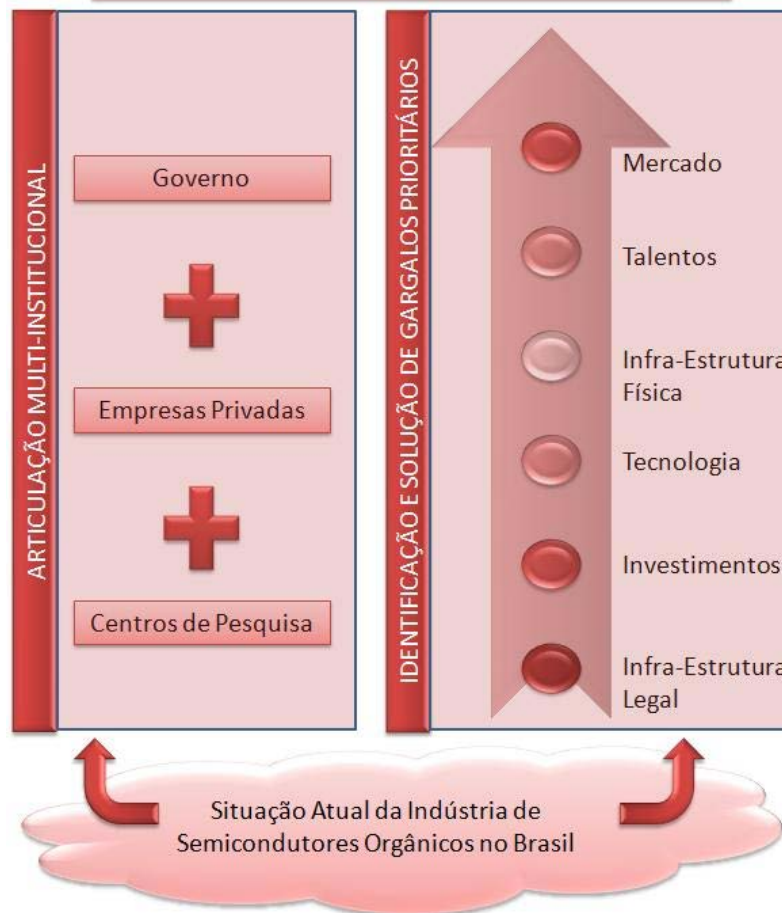 ARTICULAÇÃO MULTI-INSTITUCIONAL
Governo
Empresas Privadas
Centros de Pesquisa
IDENTIFICAÇÃO E SOLUÇÃO DE GARGALOS PRIORITÁRIOS
Mercado
Talentos
Infra-Estrutura
Física
Tecnologia
Investimentos
Infra-Estrutura
Legal
Situação Atual da Indústria de
Semicondutores Orgânicos no Brasil